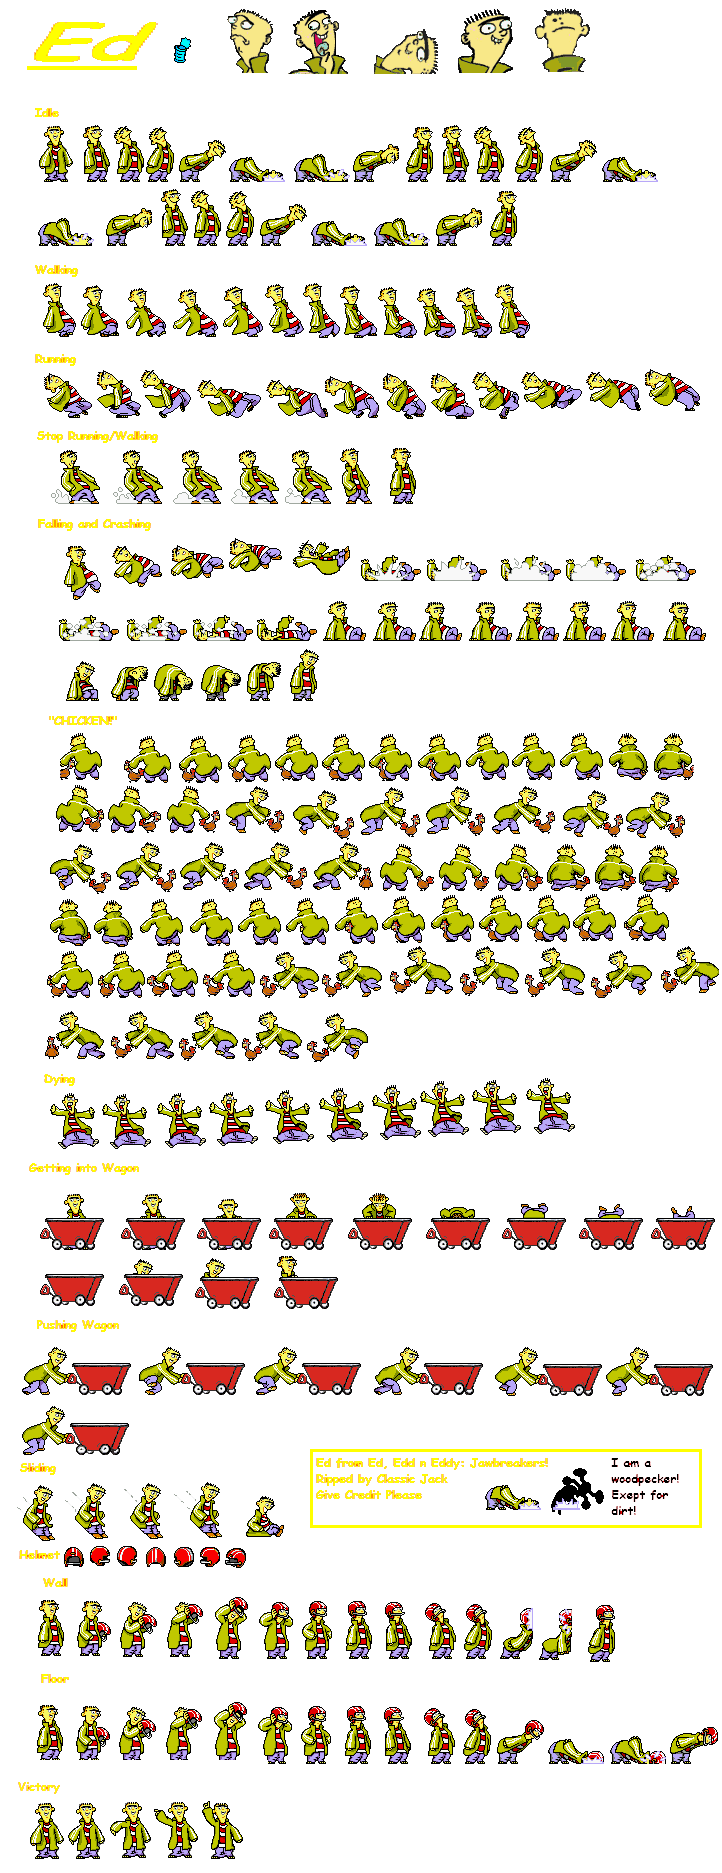 Ed
Idle
Walking
Running
Stop Running/Walking
Falling and Crashing
"CHICKEN!"
Dying
Getting into Wagon
Pushing Wagon
Sliding
Ed from Ed, Edd n Eddy: Jawbreakers!
Ripped by Classic Jack
Give Credit Please
I am a
woodpecker!
Exept for
dirt!
Helmet
Wall
Floor
Victory